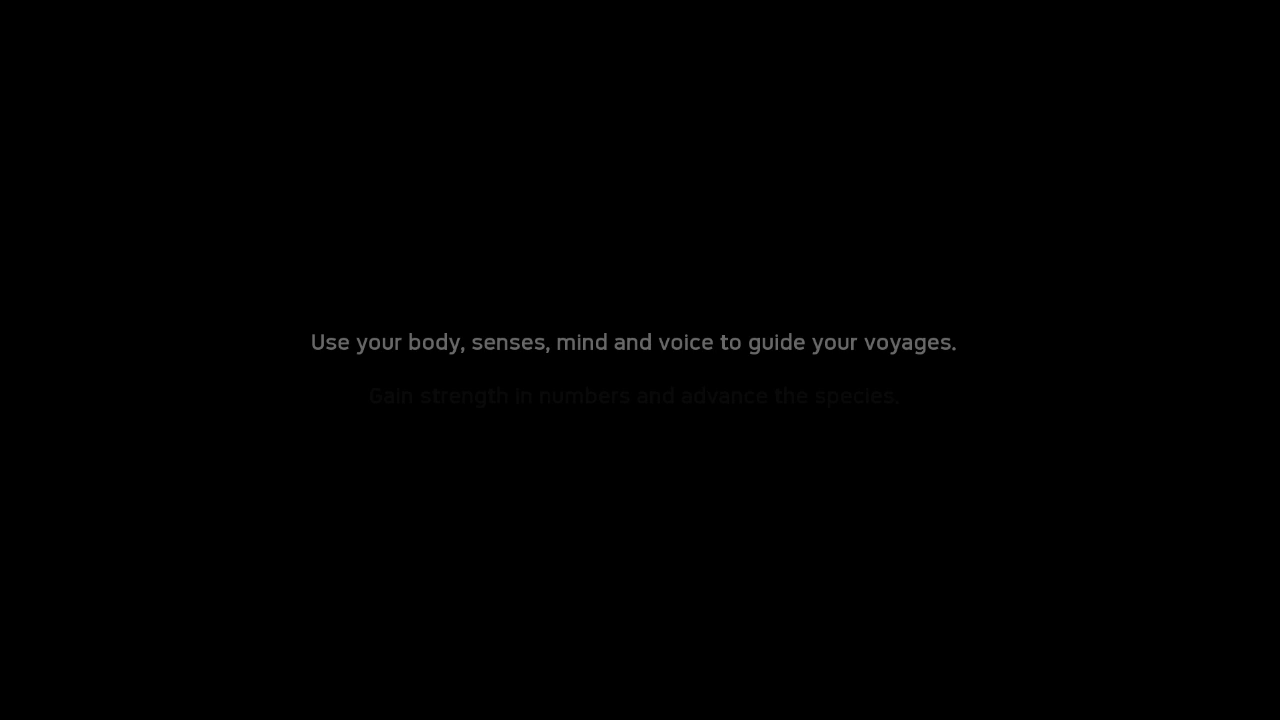 Use your body, senses, mind and voice to guide your voyages.
Gain strength in numbers and advance the species.